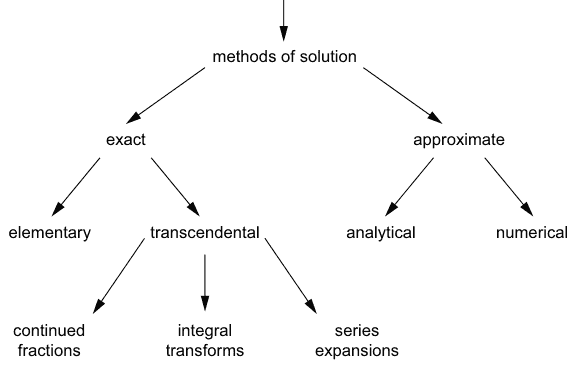 methods of solution
exact
approximate
elementary
transcendental
analytical
numerical
continued
fractions
integral
transforms
series
expansions